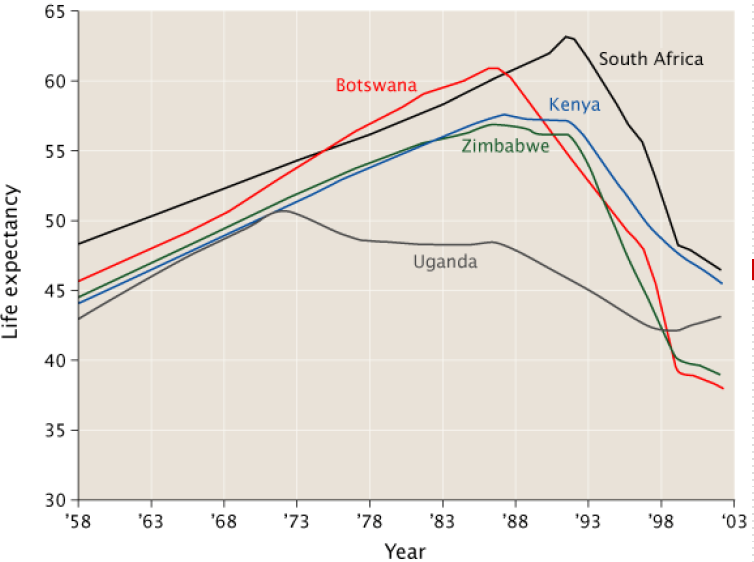 65
South Africa
60
Botswana
Kenya
55
Zimbabwe
50
Uganda
45
40
35
30
Life expectancy
’58 ’63 ’68 ’73 ’78 ’83 ’88 ’93 ’98 ‘03
Year